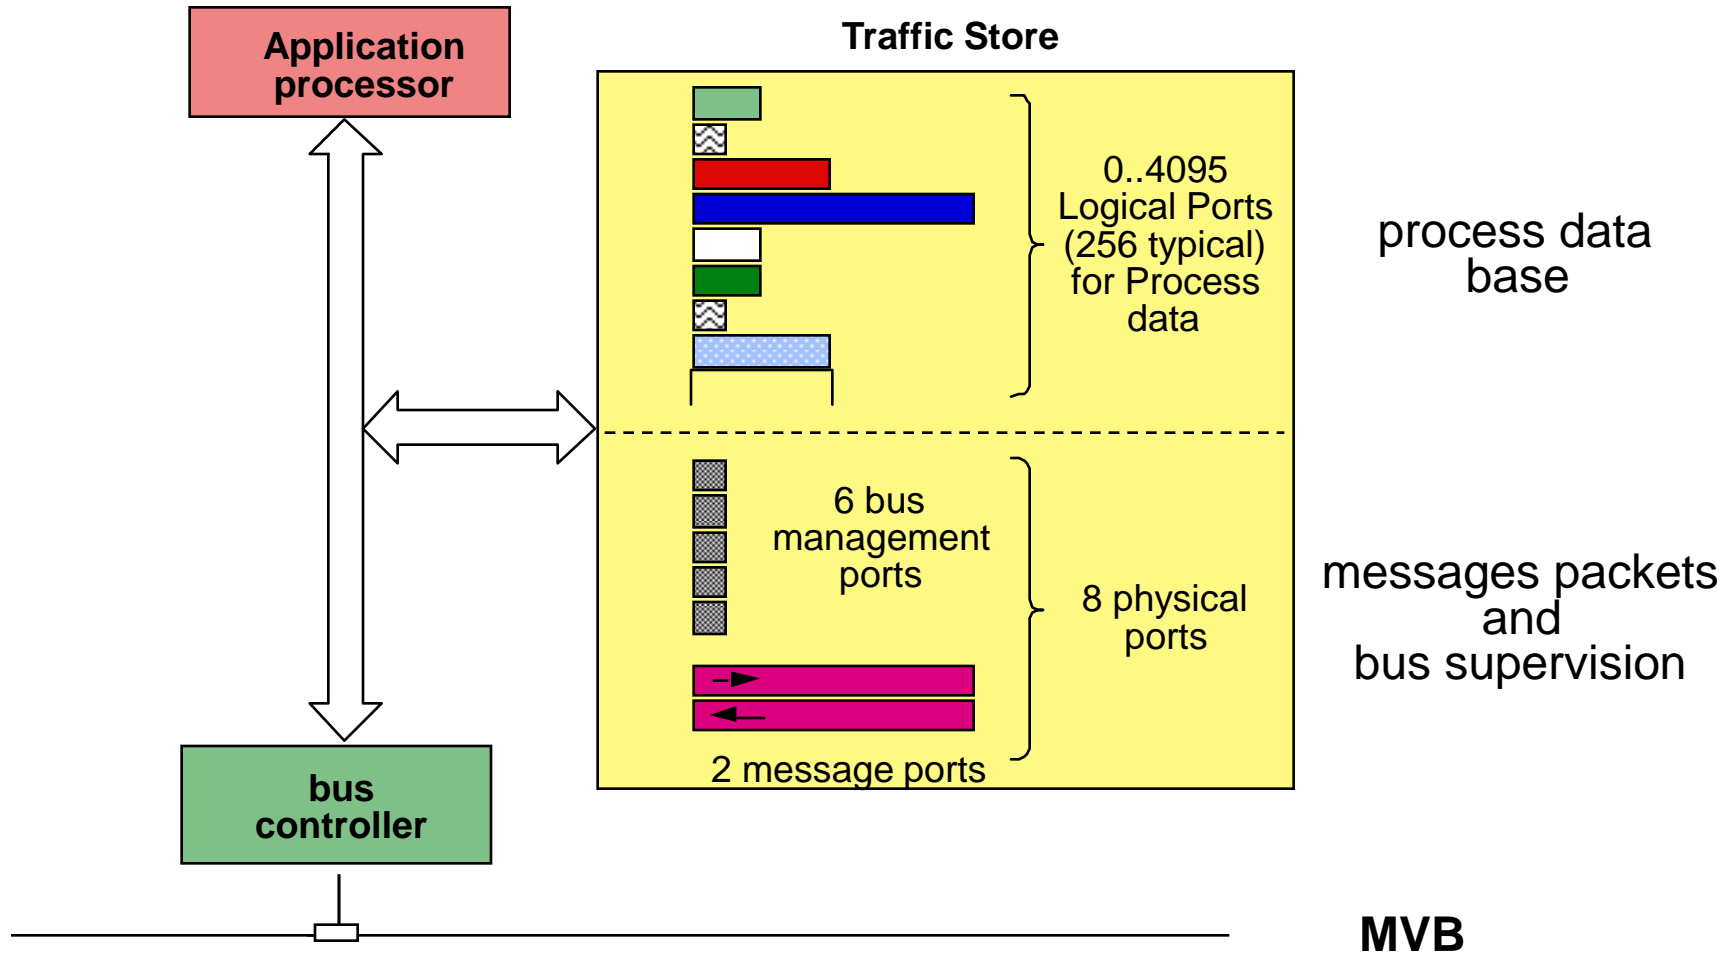 Application
processor
Traffic Store
0..4095
Logical Ports
(256 typical)
for Process
data
process data
base
6 bus
management
ports
8 physical
ports
messages packets
and
bus supervision
2 message ports
bus
controller
MVB